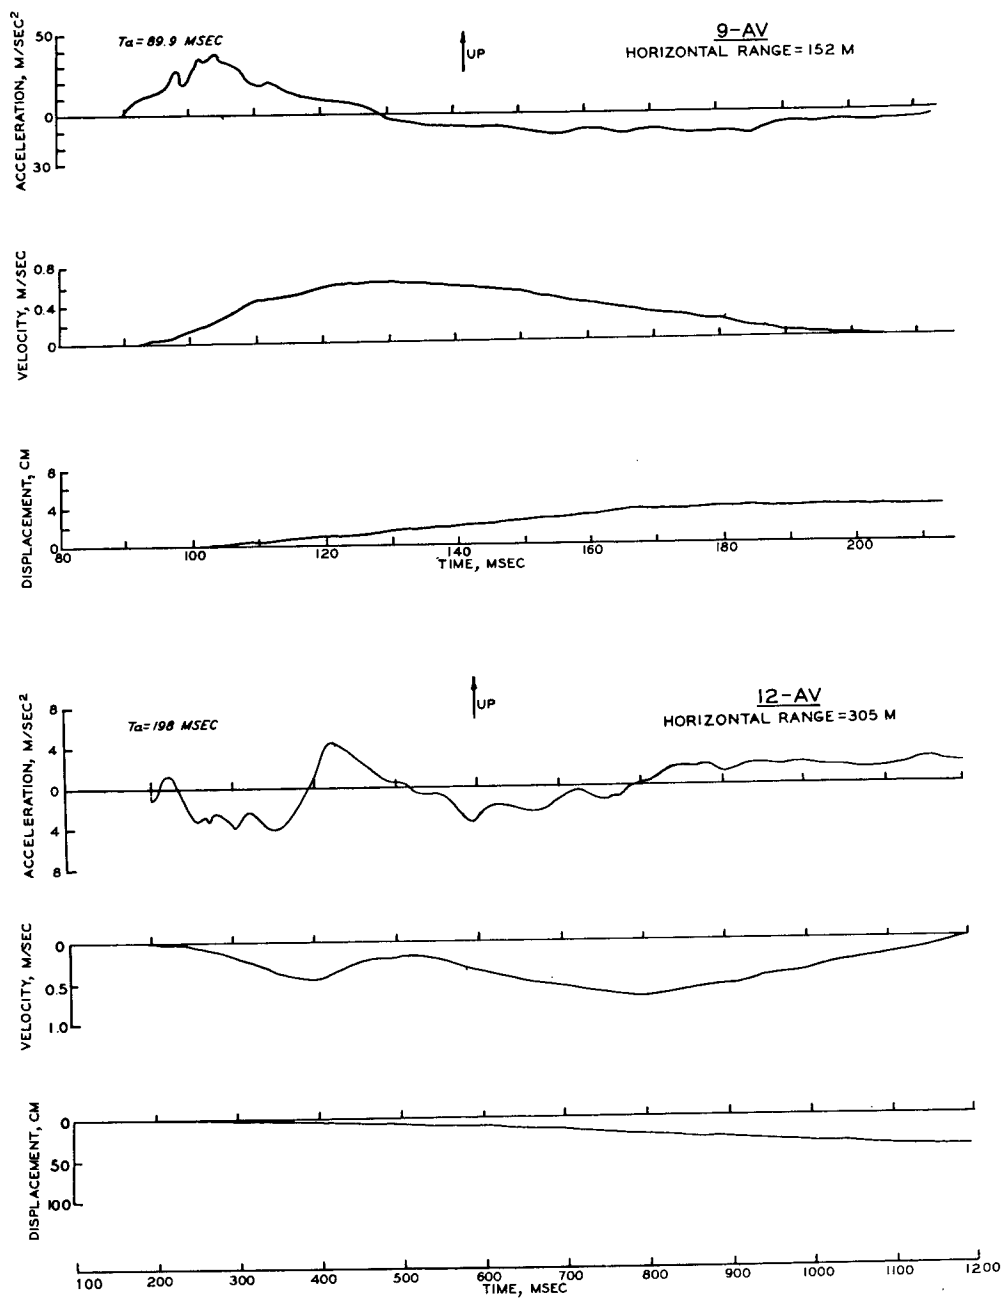 9-AV
HORIZONTAL RANGE = 152 M
Ta = 89.9 MSEC
UP
ACCELERATION, M/SEC2
50
0
30
VELOCITY, M/SEC
0.8
0.4
0
DISPLACEMENT, CM
8
4
0
80 100 120 140 160 180 200
TIME, MSEC
12-AV
HORIZONTAL RANGE = 305 M
Ta = 198 MSEC
UP
ACCELERATION, M/SEC2
8
4
0
4
8
VELOCITY, M/SEC
0
0.5
1.0
DISPLACEMENT, CM
0
50
100
100 200 300 400 500 600 700 800 900 1000 1100 1200
TIME, MSEC